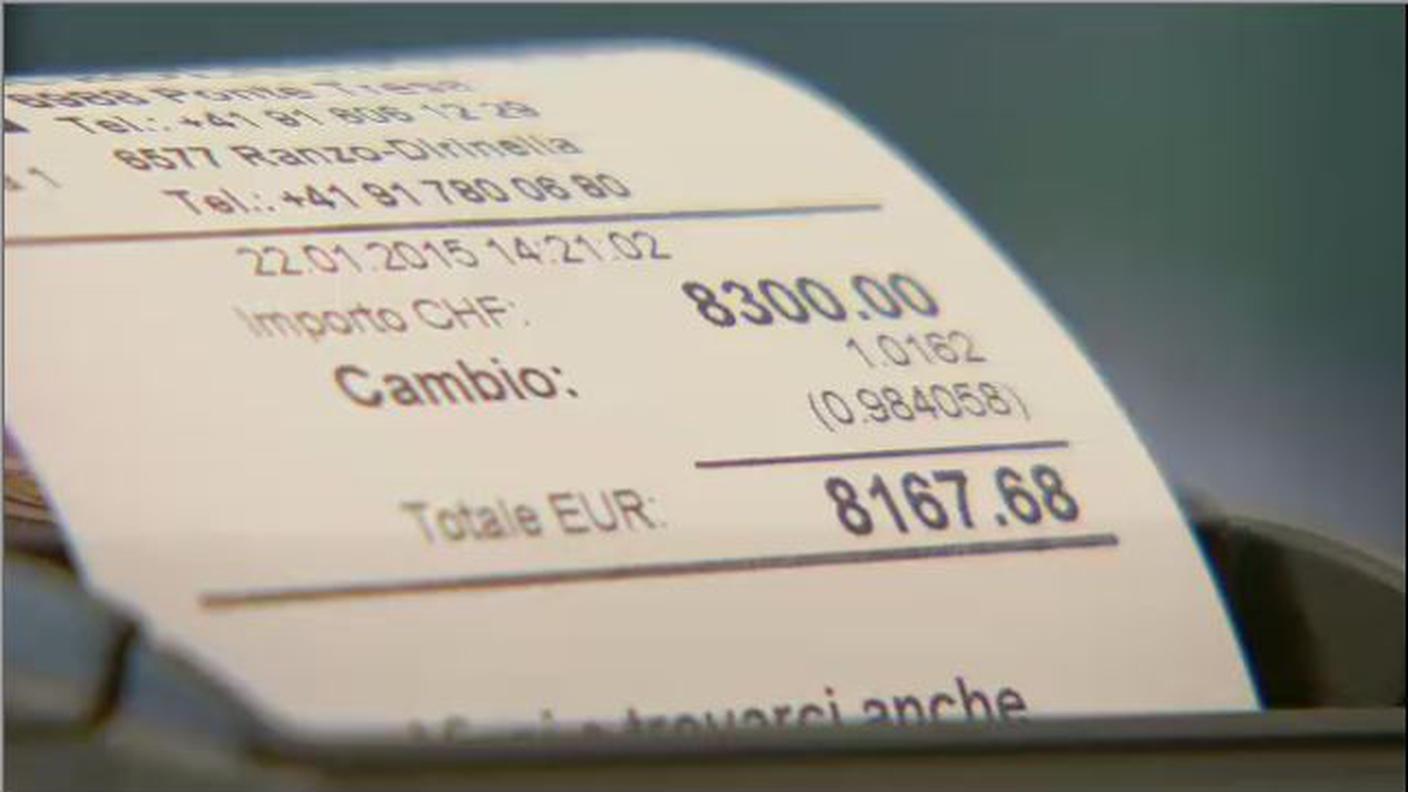 6988 Ponte Tresa
Tel.: +41 91 606 12 29
6577 Ranzo-Dirinella
Tel.: +41 91 780 06 80
22.01.2015 14:21:02
Importo CHF: 8300.00
Cambio: 1.0162
(0.984058)
Totale EUR: 8167.68
a trovarci anche